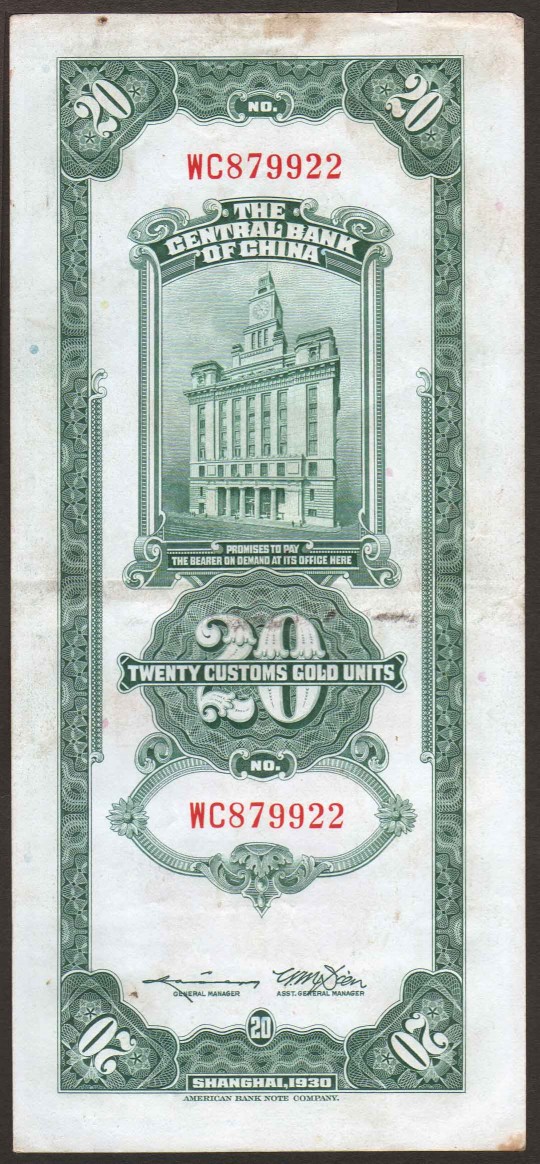 20 20
NO.
WC879922
THE
CENTRAL BANK
OF CHINA
PROMISES TO PAY
THE BEARER ON DEMAND AT ITS OFFICE HERE
20
TWENTY CUSTOMS GOLD UNITS
NO.
WC879922
GENERAL MANAGER ASST. GENERAL MANAGER
20 20 20
SHANGHAI, 1930
AMERICAN BANK NOTE COMPANY.